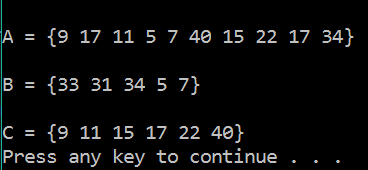 A = {9 17 11 5 7 40 15 22 17 34}
B = {33 31 34 5 7}
C = {9 11 15 17 22 40}
Press any key to continue . . .